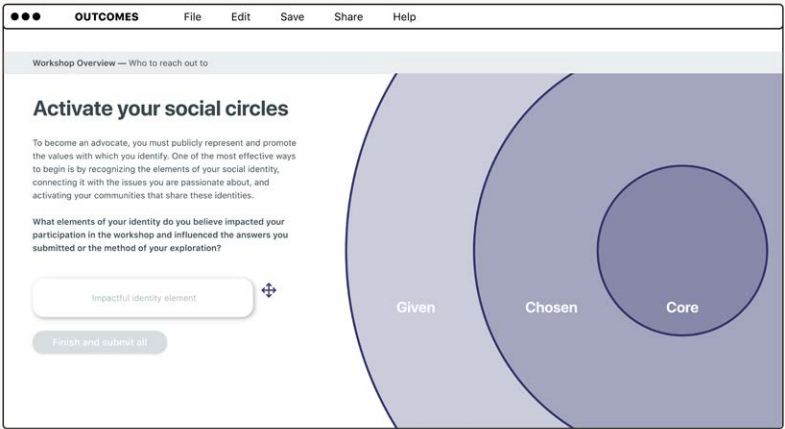 OUTCOMES File Edit Save Share Help
Workshop Overview — Who to reach out to
Activate your social circles
To become an advocate, you must publicly represent and promote
the values with which you identify. One of the most effective ways
to begin is by recognizing the elements of your social identity,
connecting it with the issues you are passionate about, and
activating your communities that share these identities.
What elements of your identity do you believe impacted your
participation in the workshop and influenced the answers you
submitted or the method of your exploration?
Impactful identity element
Finish and submit all
Given Chosen Core